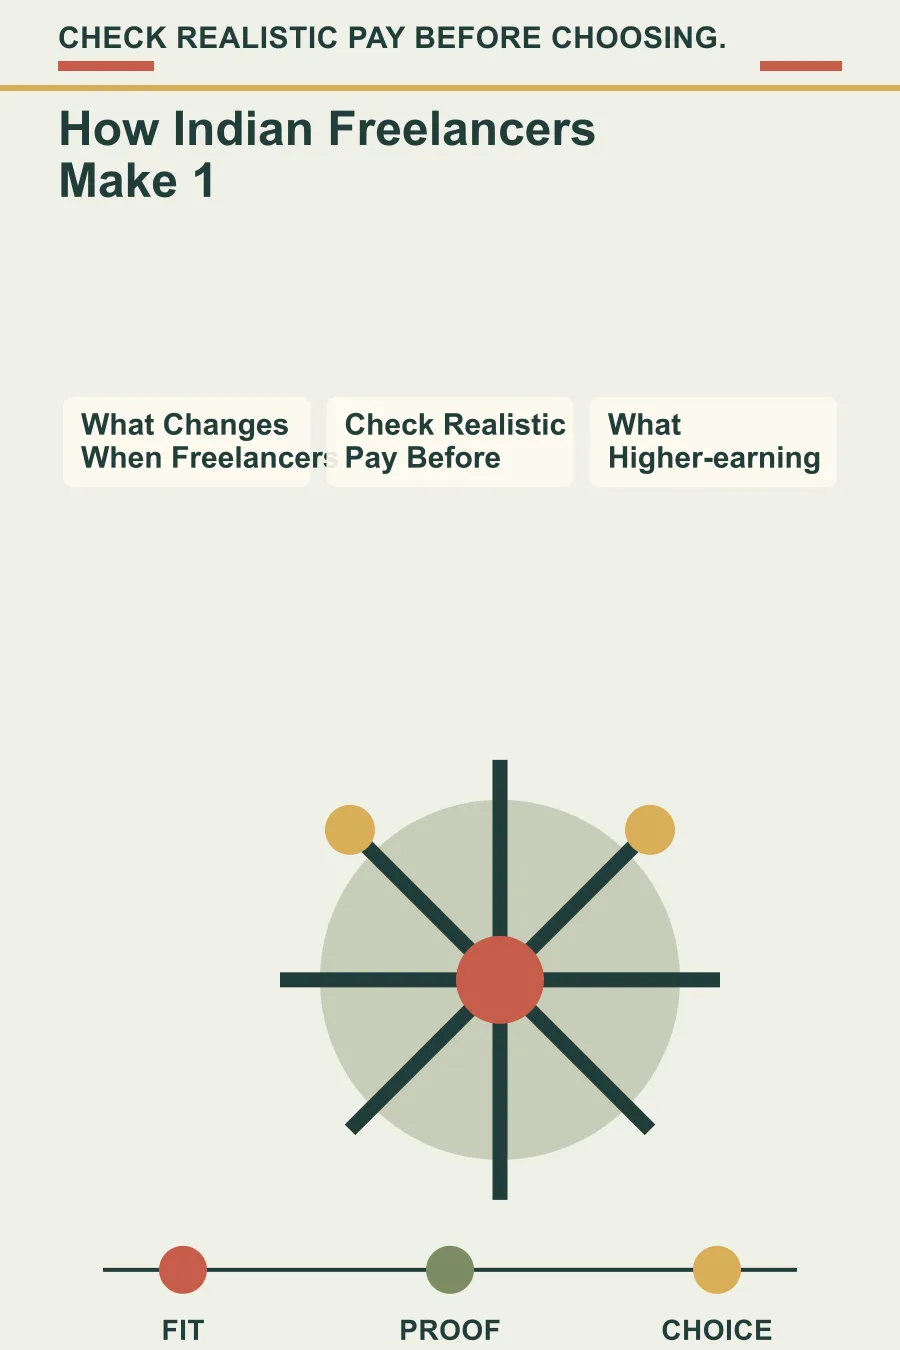 CHECK REALISTIC PAY BEFORE CHOOSING.
How Indian Freelancers
Make 1
What Changes
When Freelancers
Check Realistic
Pay Before
What
Higher-earning
FIT
PROOF
CHOICE